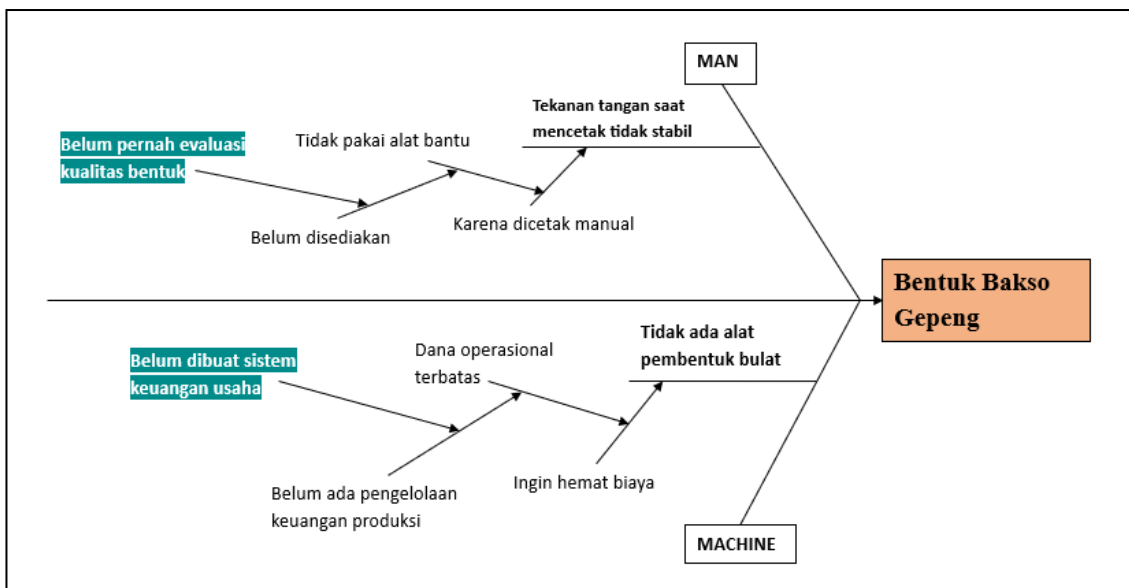 MAN
Tekanan tangan saat
mencetak tidak stabil
Tidak pakai alat bantu
Belum pernah evaluasi
kualitas bentuk
Karena dicetak manual
Belum disediakan
Bentuk Bakso
Gepeng
Tidak ada alat
pembentuk bulat
Dana operasional
terbatas
Belum dibuat sistem
keuangan usaha
Ingin hemat biaya
Belum ada pengelolaan
keuangan produksi
MACHINE